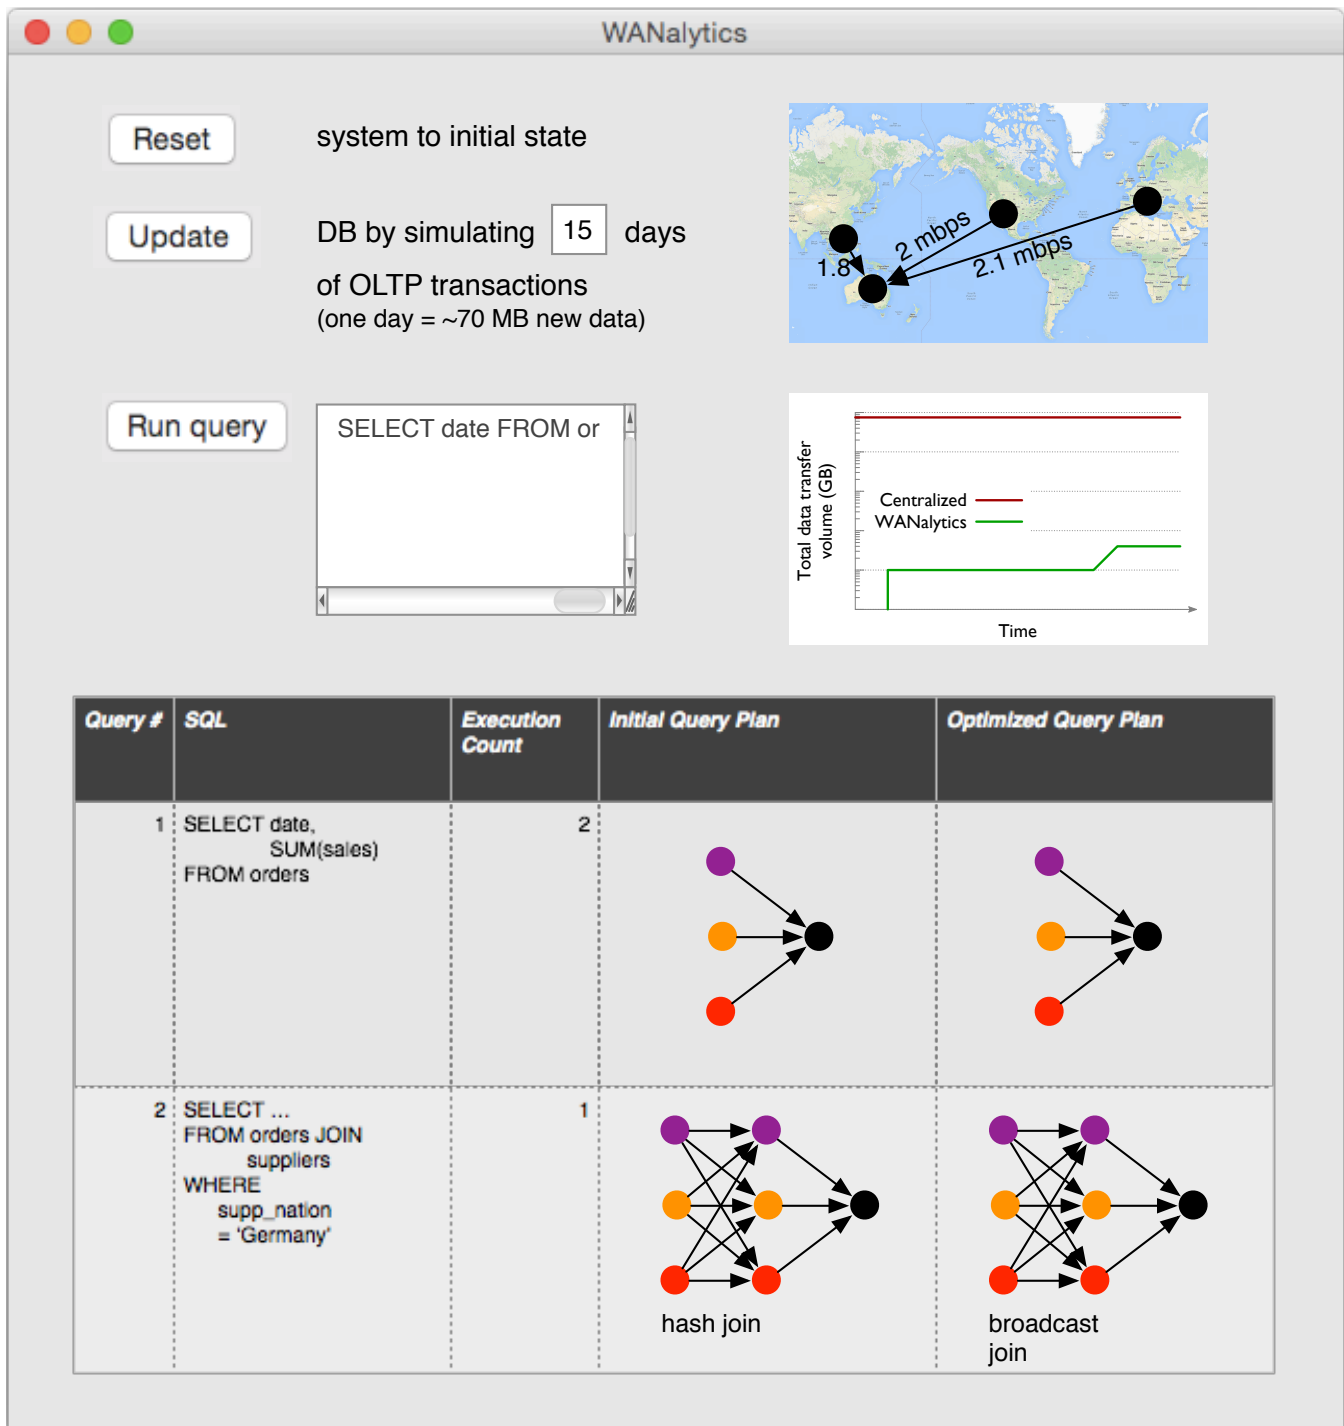 WANalytics
Reset
system to initial state
Update
DB by simulating 15 days
of OLTP transactions
(one day = ~70 MB new data)
2 mbps
2.1 mbps
1.8
Run query
SELECT date FROM or
Total data transfer
volume (GB)
Centralized
WANalytics
Time
Query #
SQL
Execution
Count
Initial Query Plan
Optimized Query Plan
1
SELECT date,
SUM(sales)
FROM orders
2
2
SELECT ...
FROM orders JOIN
suppliers
WHERE
supp_nation
= 'Germany'
1
hash join
broadcast
join